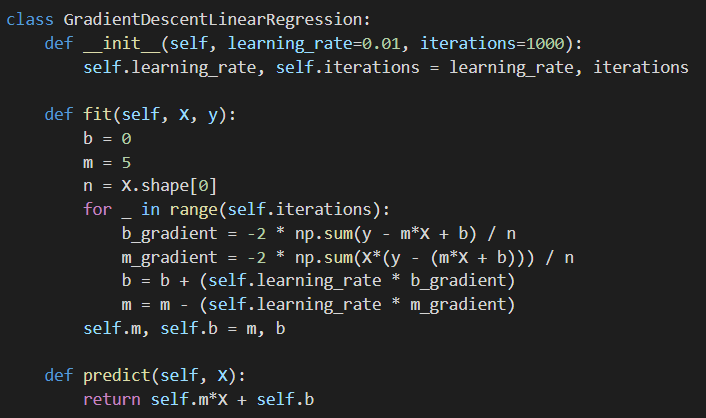 class GradientDescentLinearRegression:
    def __init__(self, learning_rate=0.01, iterations=1000):
        self.learning_rate, self.iterations = learning_rate, iterations

    def fit(self, X, y):
        b = 0
        m = 5
        n = X.shape[0]
        for _ in range(self.iterations):
            b_gradient = -2 * np.sum(y - m*X + b) / n
            m_gradient = -2 * np.sum(X*(y - (m*X + b))) / n
            b = b + (self.learning_rate * b_gradient)
            m = m - (self.learning_rate * m_gradient)
        self.m, self.b = m, b

    def predict(self, X):
        return self.m*X + self.b